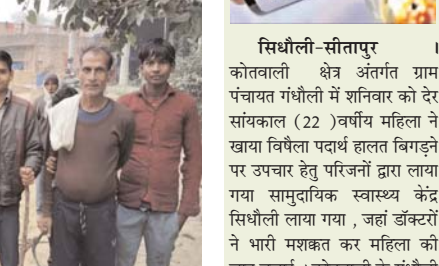 सिधौली-सीतापुर ।
कोतवाली क्षेत्र अंतर्गत ग्राम
पंचायत गंधौली में शनिवार को देर
सांयकाल (22 )वर्षीय महिला ने
खाया विषैला पदार्थ हालत बिगड़ने
पर उपचार हेतु परिजनों द्वारा लाया
गया सामुदायिक स्वास्थ्य केंद्र
सिधौली लाया गया , जहां डॉक्टरों
ने भारी मशक्कत कर महिला की